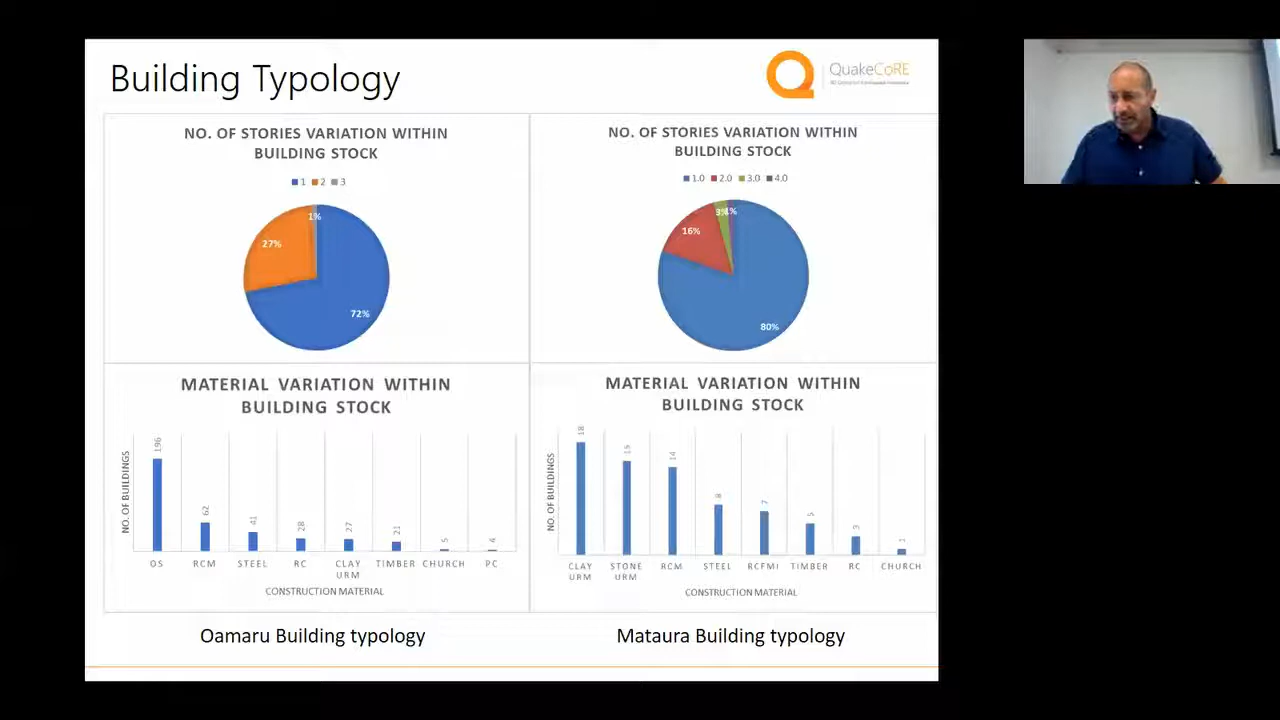 Building Typology
QuakeCoRE
NO. OF STORIES VARIATION WITHIN
BUILDING STOCK
1 2 3
1%
27%
72%
NO. OF STORIES VARIATION WITHIN
BUILDING STOCK
1.0 2.0 3.0 4.0
3% 1%
16%
80%
MATERIAL VARIATION WITHIN
BUILDING STOCK
NO. OF BUILDINGS
196 62 41 28 27 21 5 4
OS RCM STEEL RC CLAY URM TIMBER CHURCH PC
CONSTRUCTION MATERIAL
MATERIAL VARIATION WITHIN
BUILDING STOCK
NO. OF BUILDINGS
18 15 14 8 7 5 3 1
CLAY URM STONE URM RCM STEEL RCFMI TIMBER RC CHURCH
CONSTRUCTION MATERIAL
Oamaru Building typology
Mataura Building typology